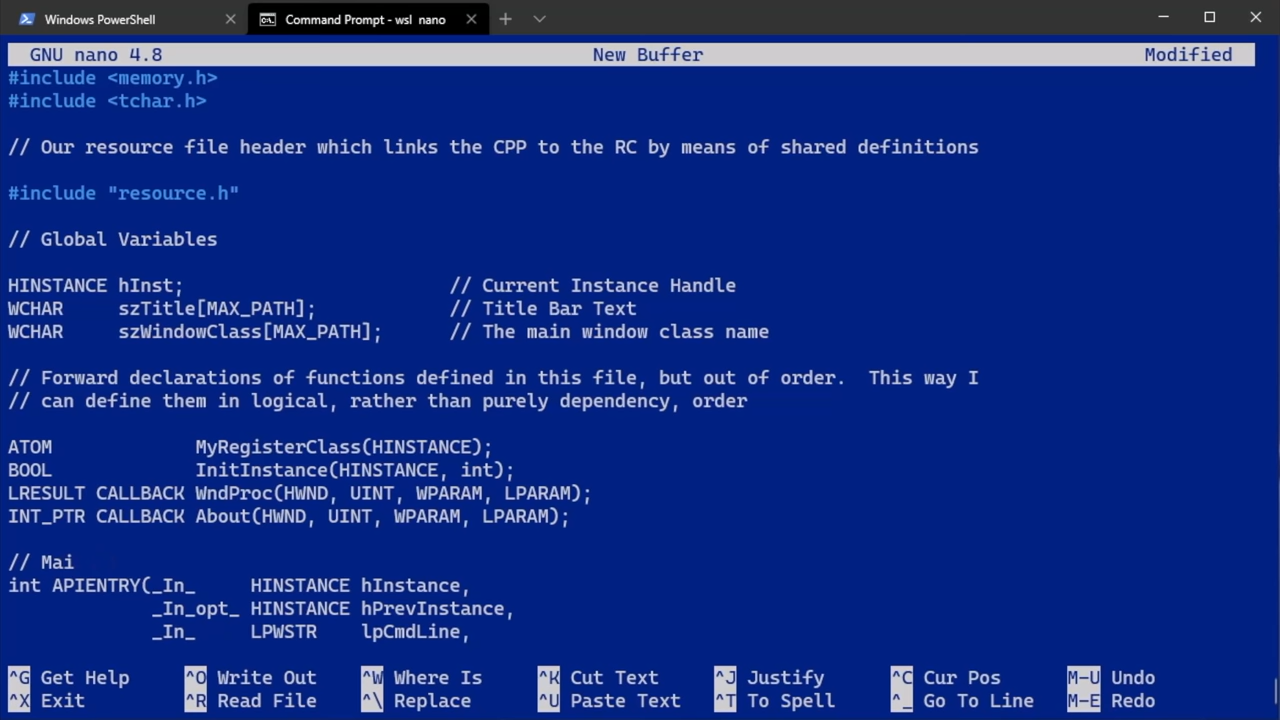 Windows PowerShell
Command Prompt - wsl nano
GNU nano 4.8 New Buffer Modified
#include <memory.h>
#include <tchar.h>
// Our resource file header which links the CPP to the RC by means of shared definitions
#include "resource.h"
// Global Variables
HINSTANCE hInst; // Current Instance Handle
WCHAR szTitle[MAX_PATH]; // Title Bar Text
WCHAR szWindowClass[MAX_PATH]; // The main window class name
// Forward declarations of functions defined in this file, but out of order. This way I
// can define them in logical, rather than purely dependency, order
ATOM MyRegisterClass(HINSTANCE);
BOOL InitInstance(HINSTANCE, int);
LRESULT CALLBACK WndProc(HWND, UINT, WPARAM, LPARAM);
INT_PTR CALLBACK About(HWND, UINT, WPARAM, LPARAM);
// Mai
int APIENTRY(_In_ HINSTANCE hInstance,
_In_opt_ HINSTANCE hPrevInstance,
_In_ LPWSTR lpCmdLine,
^G Get Help ^O Write Out ^W Where Is ^K Cut Text ^J Justify ^C Cur Pos M-U Undo
^X Exit ^R Read File ^\ Replace ^U Paste Text ^T To Spell ^_ Go To Line M-E Redo